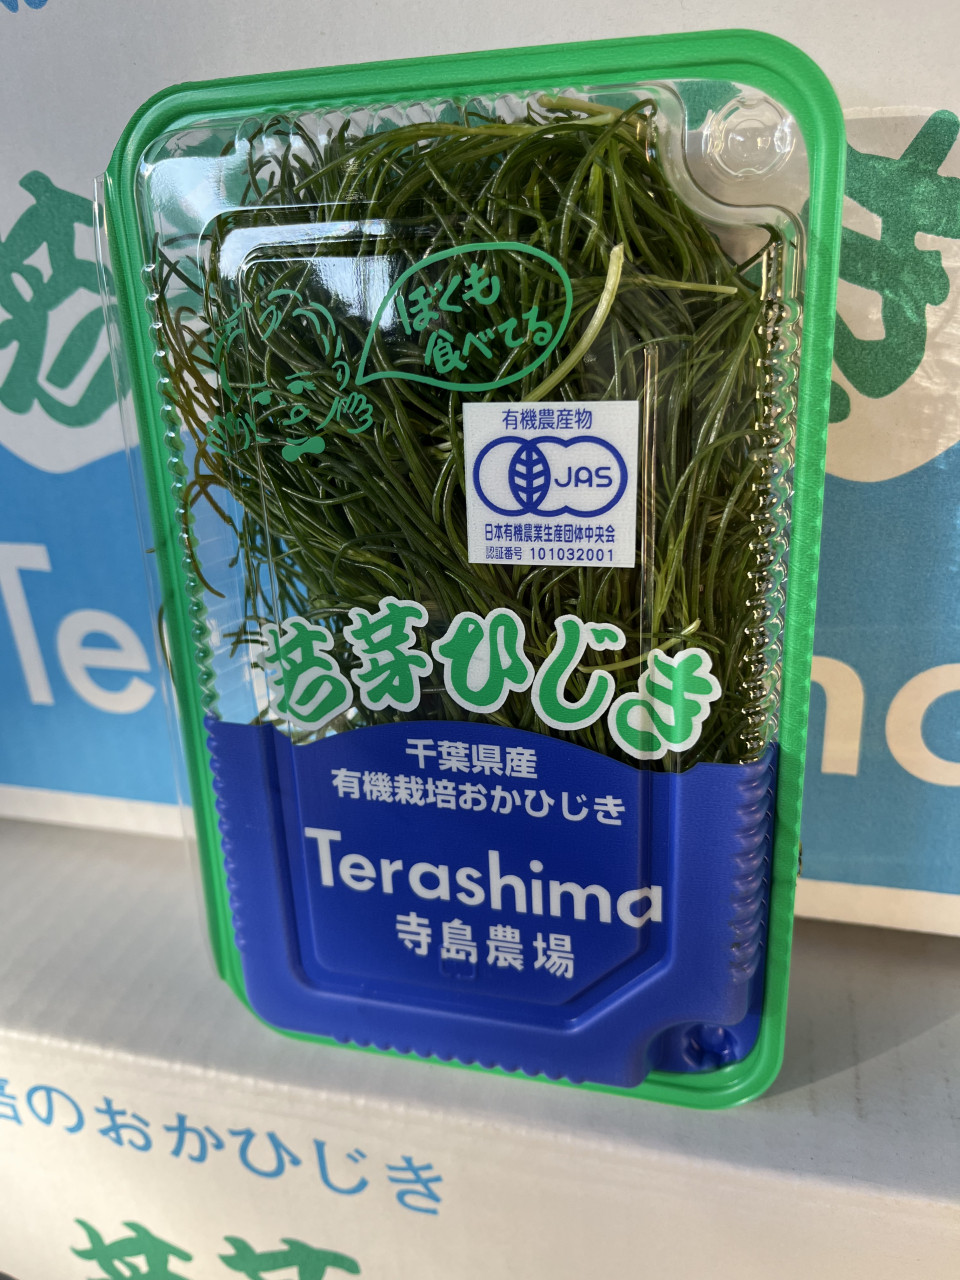 ぼくも
食べてる
有機農産物
JAS
日本有機農業生産団体中央会
認証番号 101032001
若芽ひじき
千葉県産
有機栽培おかひじき
Terashima
寺島農場
き
Te
のおかひじき